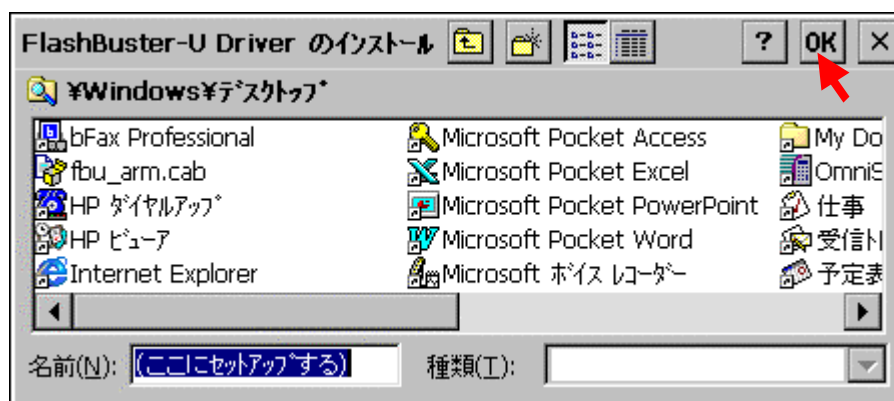 FlashBuster-U Driver のインストール ? OK ×
¥Windows¥デスクトップ
bFax Professional
fbu_arm.cab
HP ダイヤルアップ
HP ビューア
Internet Explorer
Microsoft Pocket Access
Microsoft Pocket Excel
Microsoft Pocket PowerPoint
Microsoft Pocket Word
Microsoft ボイス レコーダー
My Do
OmniS
仕事
受信ト
予定表
名前(N): (ここにセットアップする) 種類(T):